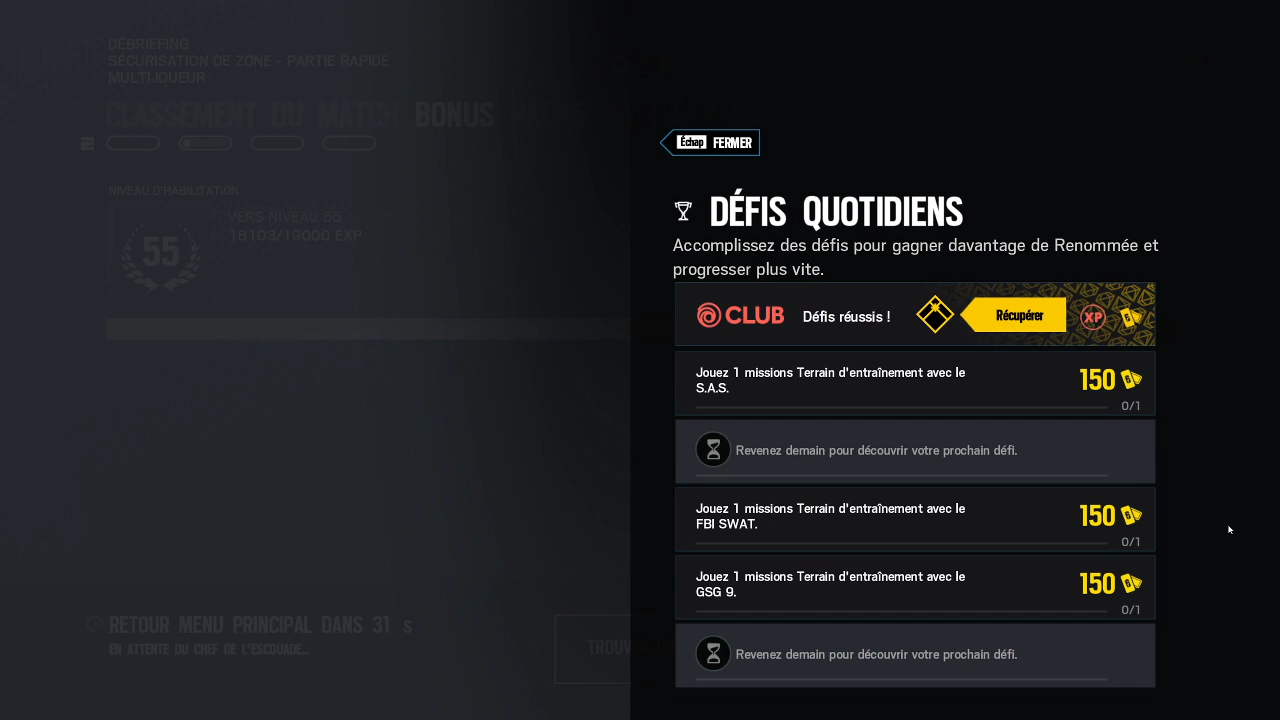 DÉBRIEFING
SÉCURISATION DE ZONE - PARTIE RAPIDE
MULTIJOUEUR
CLASSEMENT DU MATCH BONUS
NIVEAU D'HABILITATION
55
VERS NIVEAU 56
18103/19000 EXP
RETOUR MENU PRINCIPAL DANS 31 s
EN ATTENTE DU CHEF DE L'ESCOUADE...
Échap FERMER
DÉFIS QUOTIDIENS
Accomplissez des défis pour gagner davantage de Renommée et
progresser plus vite.
CLUB Défis réussis ! Récupérer XP
Jouez 1 missions Terrain d'entraînement avec le
S.A.S.
150
0/1
Revenez demain pour découvrir votre prochain défi.
Jouez 1 missions Terrain d'entraînement avec le
FBI SWAT.
150
0/1
Jouez 1 missions Terrain d'entraînement avec le
GSG 9.
150
0/1
Revenez demain pour découvrir votre prochain défi.